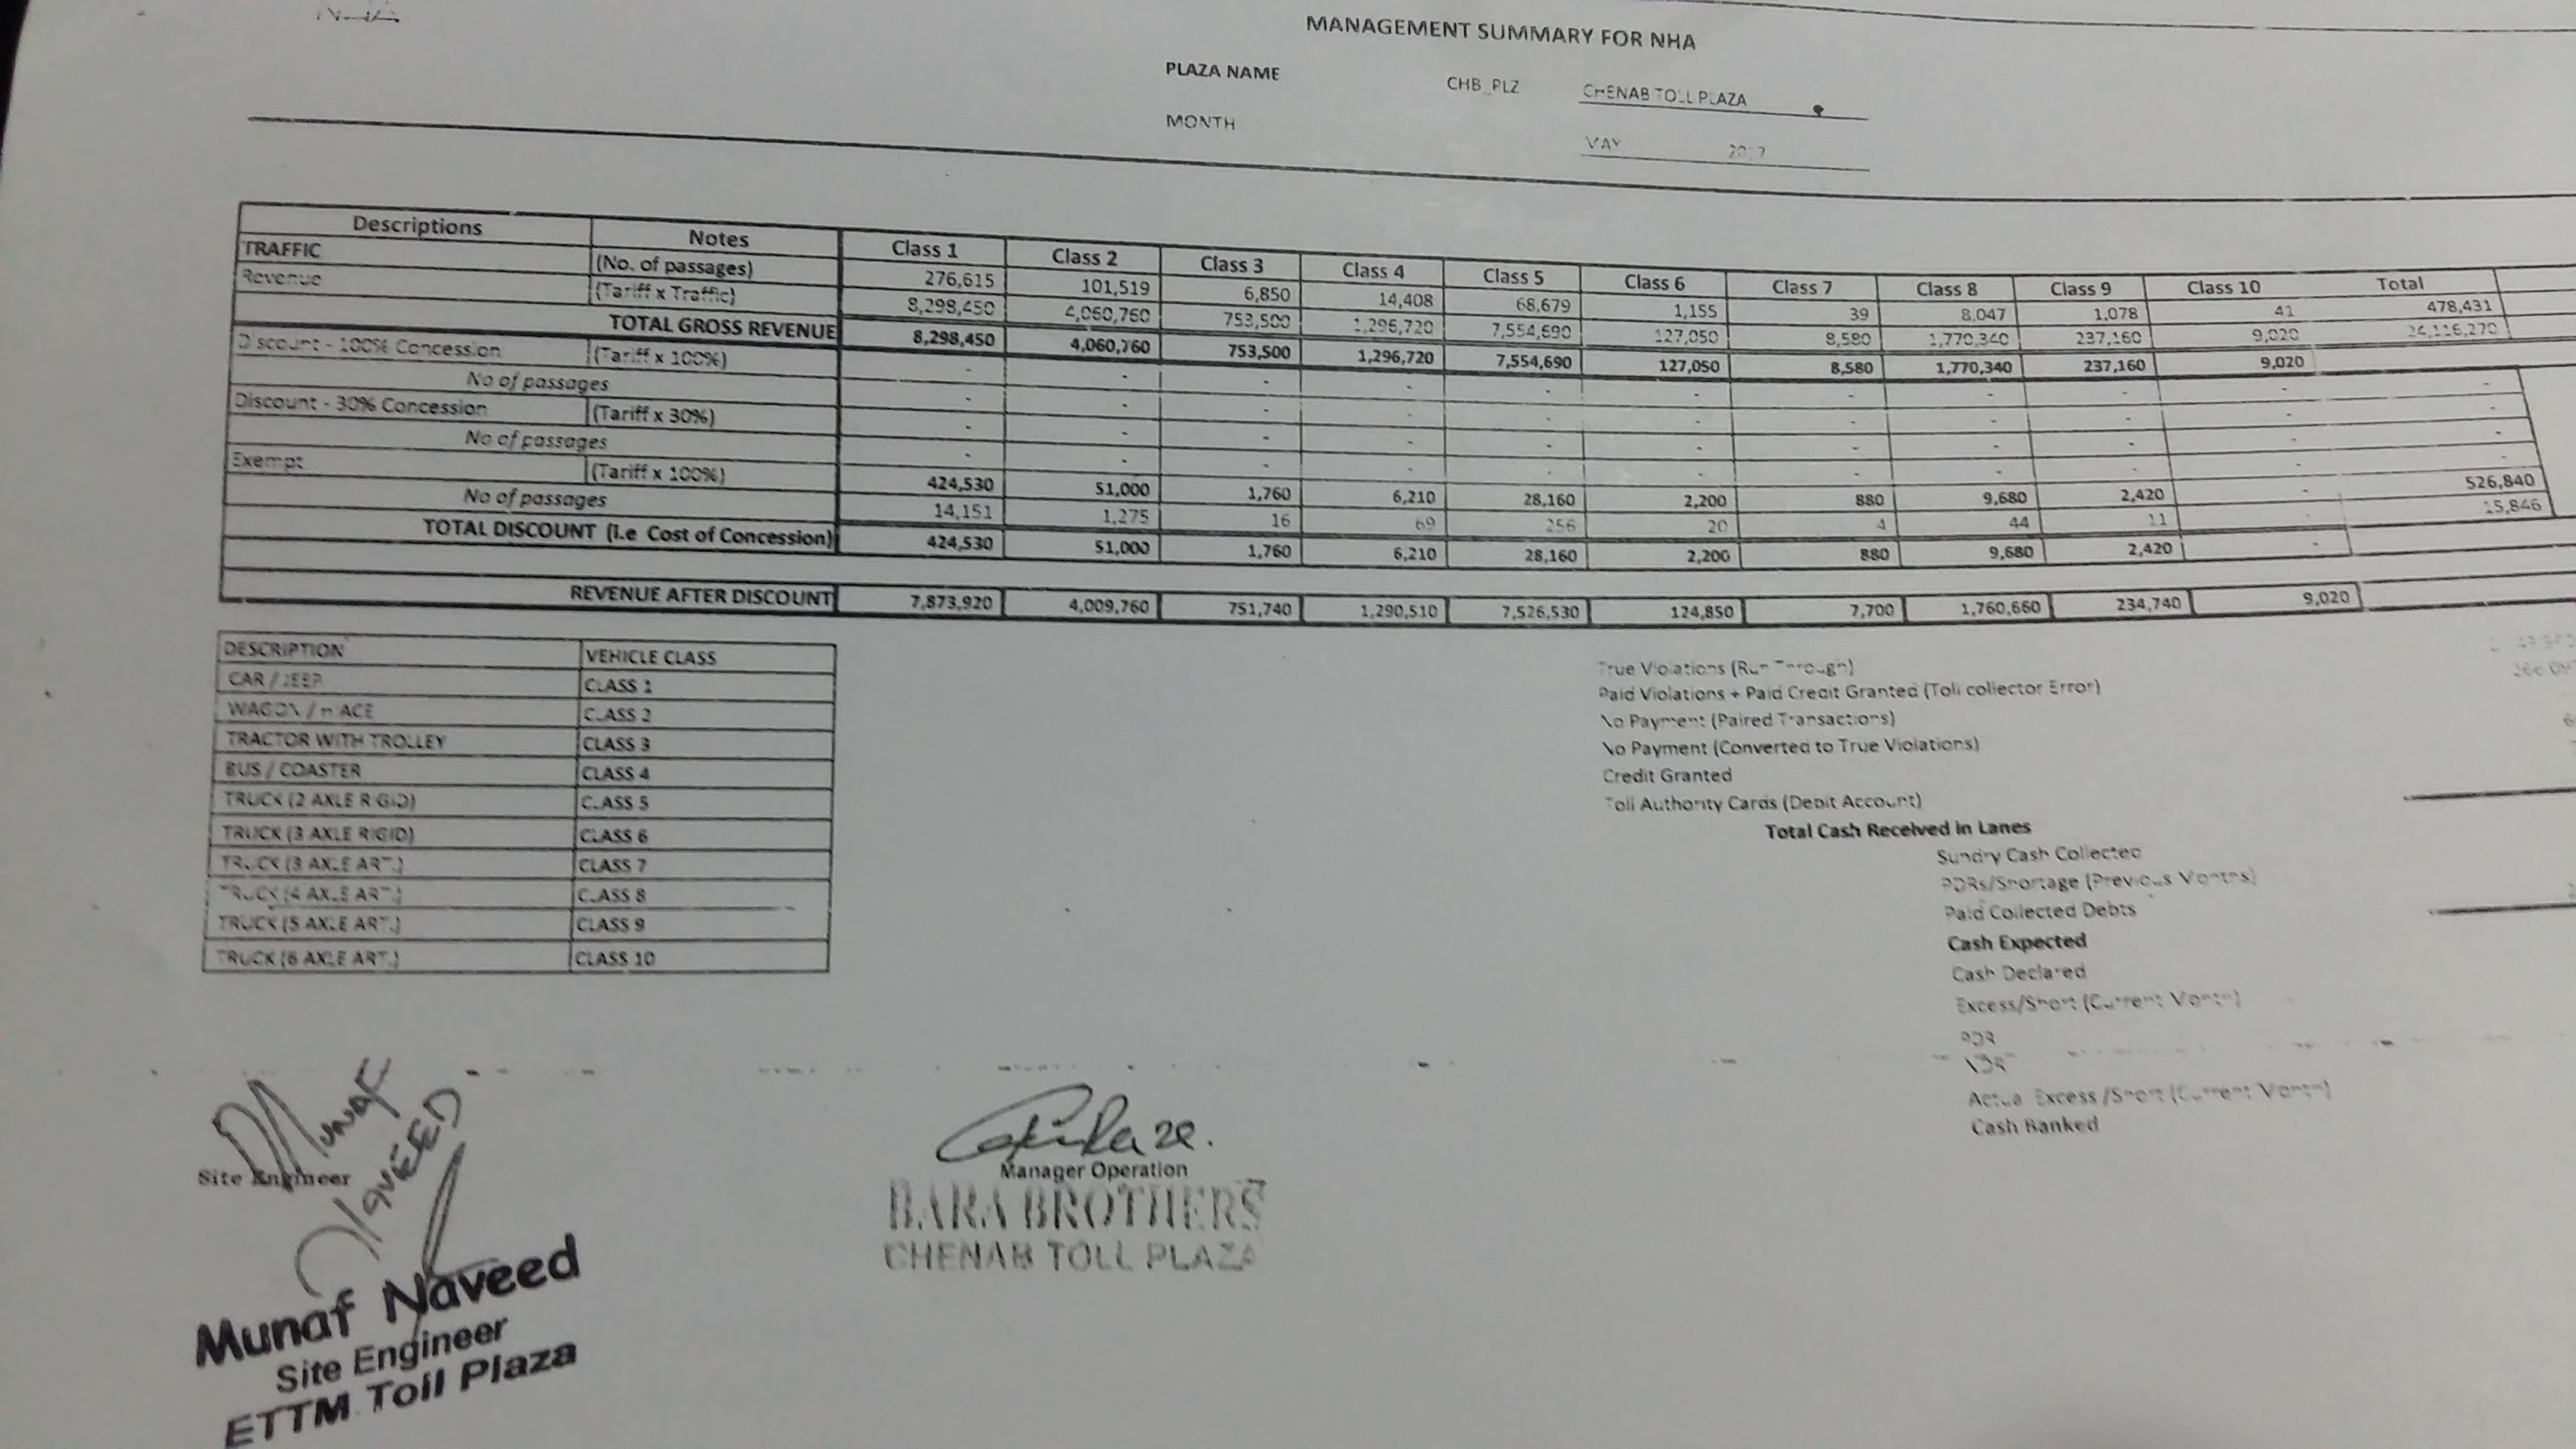 MANAGEMENT SUMMARY FOR NHA
PLAZA NAME CHB_PLZ CHENAB TOLL PLAZA
MONTH MAY 2017
Descriptions Notes Class 1 Class 2 Class 3 Class 4 Class 5 Class 6 Class 7 Class 8 Class 9 Class 10 Total
TRAFFIC (No. of passages) 276,615 101,519 6,850 14,408 68,679 1,155 39 8,047 1,078 41 478,431
Revenue (Tariff x Traffic) 8,298,450 4,060,760 753,500 1,296,720 7,554,690 127,050 8,580 1,770,340 237,160 9,020 24,116,270
TOTAL GROSS REVENUE 8,298,450 4,060,760 753,500 1,296,720 7,554,690 127,050 8,580 1,770,340 237,160 9,020
Discount - 100% Concession (Tariff x 100%) - - - - - - - - - - -
No of passages - - - - - - - - - - -
Discount - 30% Concession (Tariff x 30%) - - - - - - - - - - -
No of passages - - - - - - - - - - -
Exempt (Tariff x 100%) 424,530 51,000 1,760 6,210 28,160 2,200 880 9,680 2,420 - 526,840
No of passages 14,151 1,275 16 69 256 20 4 44 11 - 15,846
TOTAL DISCOUNT (i.e Cost of Concession) 424,530 51,000 1,760 6,210 28,160 2,200 880 9,680 2,420 -
REVENUE AFTER DISCOUNT 7,873,920 4,009,760 751,740 1,290,510 7,526,530 124,850 7,700 1,760,660 234,740 9,020
DESCRIPTION VEHICLE CLASS
CAR / JEEP CLASS 1
WAGON / HI ACE CLASS 2
TRACTOR WITH TROLLEY CLASS 3
BUS / COASTER CLASS 4
TRUCK (2 AXLE RIGID) CLASS 5
TRUCK (3 AXLE RIGID) CLASS 6
TRUCK (3 AXLE ART.) CLASS 7
TRUCK (4 AXLE ART.) CLASS 8
TRUCK (5 AXLE ART.) CLASS 9
TRUCK (6 AXLE ART.) CLASS 10
True Violations (Run Through)
Paid Violations + Paid Credit Granted (Toll collector Error)
No Payment (Paired Transactions)
No Payment (Converted to True Violations)
Credit Granted
Toll Authority Cards (Debit Account)
Total Cash Received in Lanes
Sundry Cash Collected
PDRs/Shortage (Previous Months)
Paid Collected Debts
Cash Expected
Cash Declared
Excess/Short (Current Month)
PDR
Actual Excess /Short (Current Month)
Cash Banked
Munaf
Naveed
Site Engineer
Munaf Naveed
Site Engineer
ETTM Toll Plaza
Manager Operation
BARA BROTHERS
CHENAB TOLL PLAZA